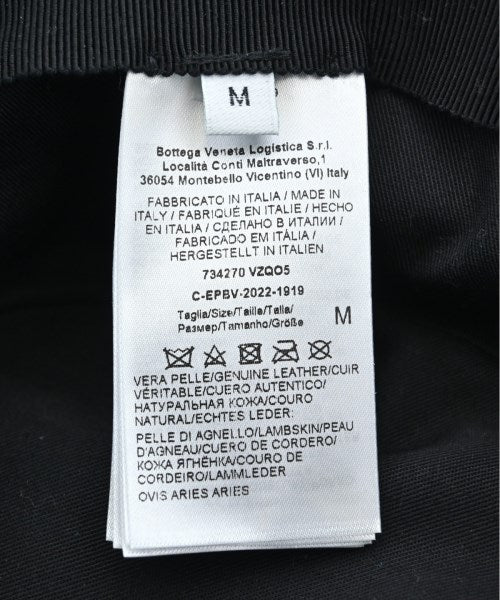 M
Bottega Veneta Logistica S.r.l.
Località Conti Maltraverso,1
36054 Montebello Vicentino (VI) Italy
FABBRICATO IN ITALIA / MADE IN
ITALY / FABRIQUÉ EN ITALIE / HECHO
EN ITALIA / СДЕЛАНО В ИТАЛИИ /
FABRICADO EM ITÁLIA /
HERGESTELLT IN ITALIEN
734270 VZQO5
C-EPBV-2022-1919
Taglia/Size/Taille/Talla/
Размер/Tamanho/Größe
M
VERA PELLE/GENUINE LEATHER/CUIR
VÉRITABLE/CUERO AUTENTICO/
НАТУРАЛЬНАЯ КОЖА/COURO
NATURAL/ECHTES LEDER:
PELLE DI AGNELLO/LAMBSKIN/PEAU
D'AGNEAU/CUERO DE CORDERO/
КОЖА ЯГНЁНКА/COURO DE
CORDEIRO/LAMMLEDER
OVIS ARIES ARIES